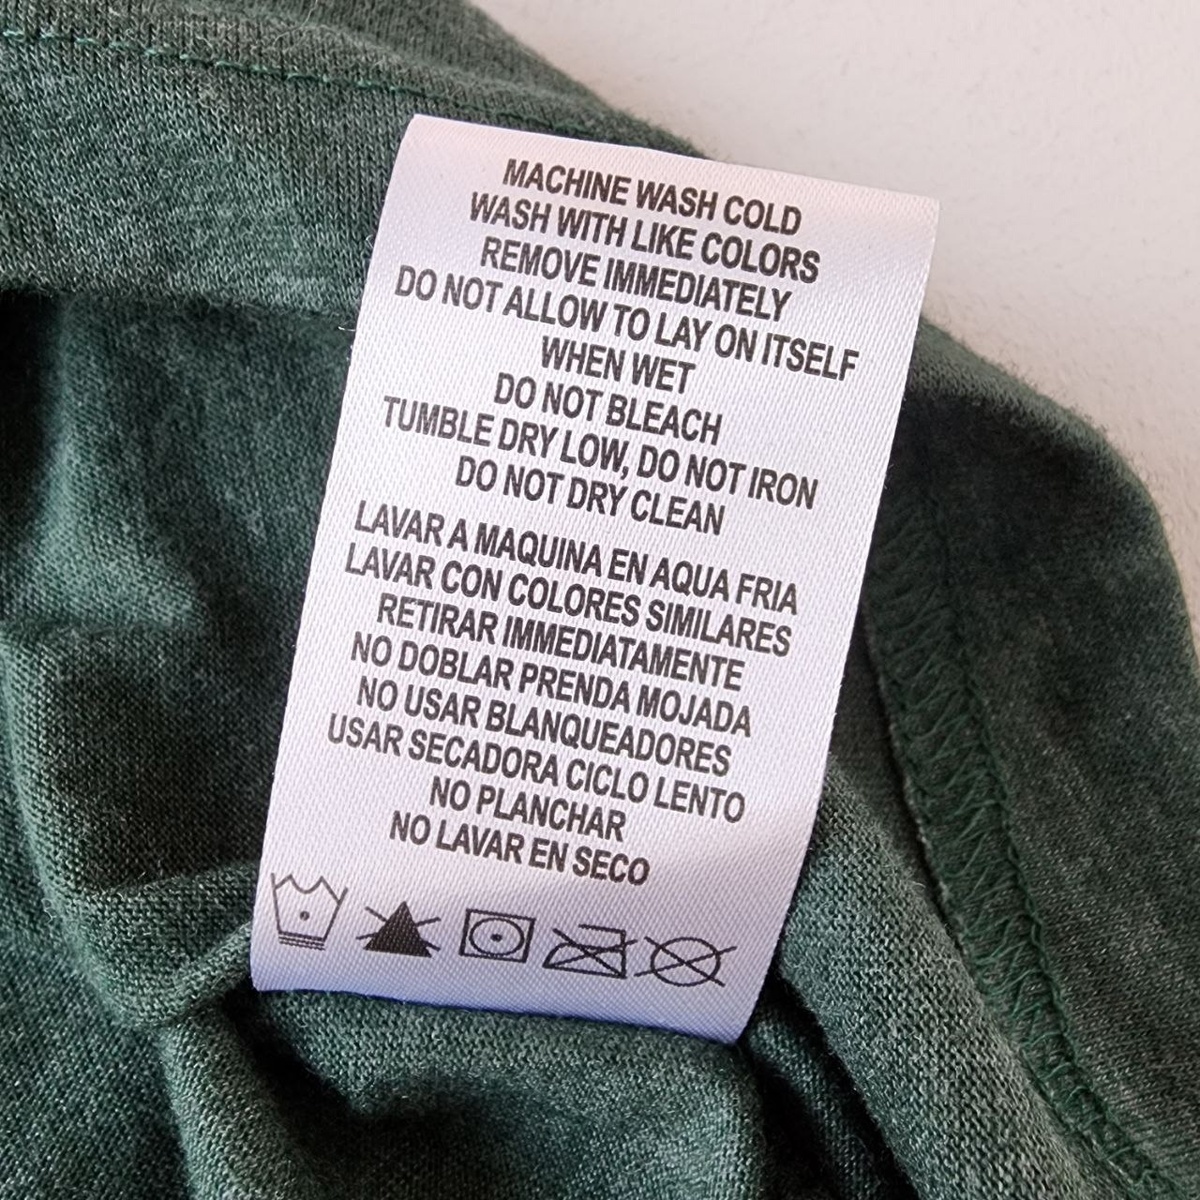 MACHINE WASH COLD
WASH WITH LIKE COLORS
REMOVE IMMEDIATELY
DO NOT ALLOW TO LAY ON ITSELF
WHEN WET
DO NOT BLEACH
TUMBLE DRY LOW, DO NOT IRON
DO NOT DRY CLEAN
LAVAR A MAQUINA EN AQUA FRIA
LAVAR CON COLORES SIMILARES
RETIRAR IMMEDIATAMENTE
NO DOBLAR PRENDA MOJADA
NO USAR BLANQUEADORES
USAR SECADORA CICLO LENTO
NO PLANCHAR
NO LAVAR EN SECO